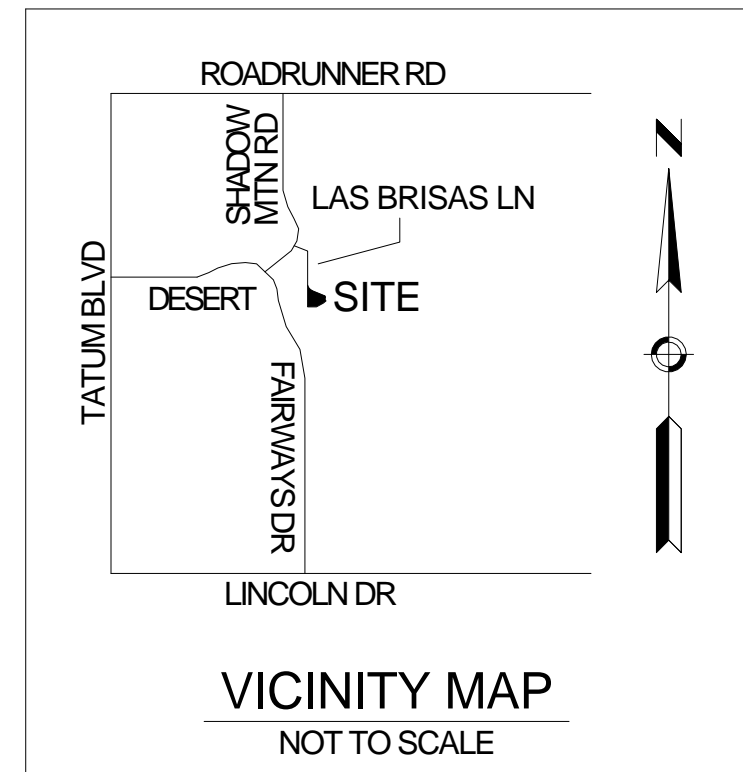 ROADRUNNER RD
SHADOW
MTN RD
N
LAS BRISAS LN
TATUM BLVD
DESERT
SITE
FAIRWAYS DR
LINCOLN DR
VICINITY MAP
NOT TO SCALE